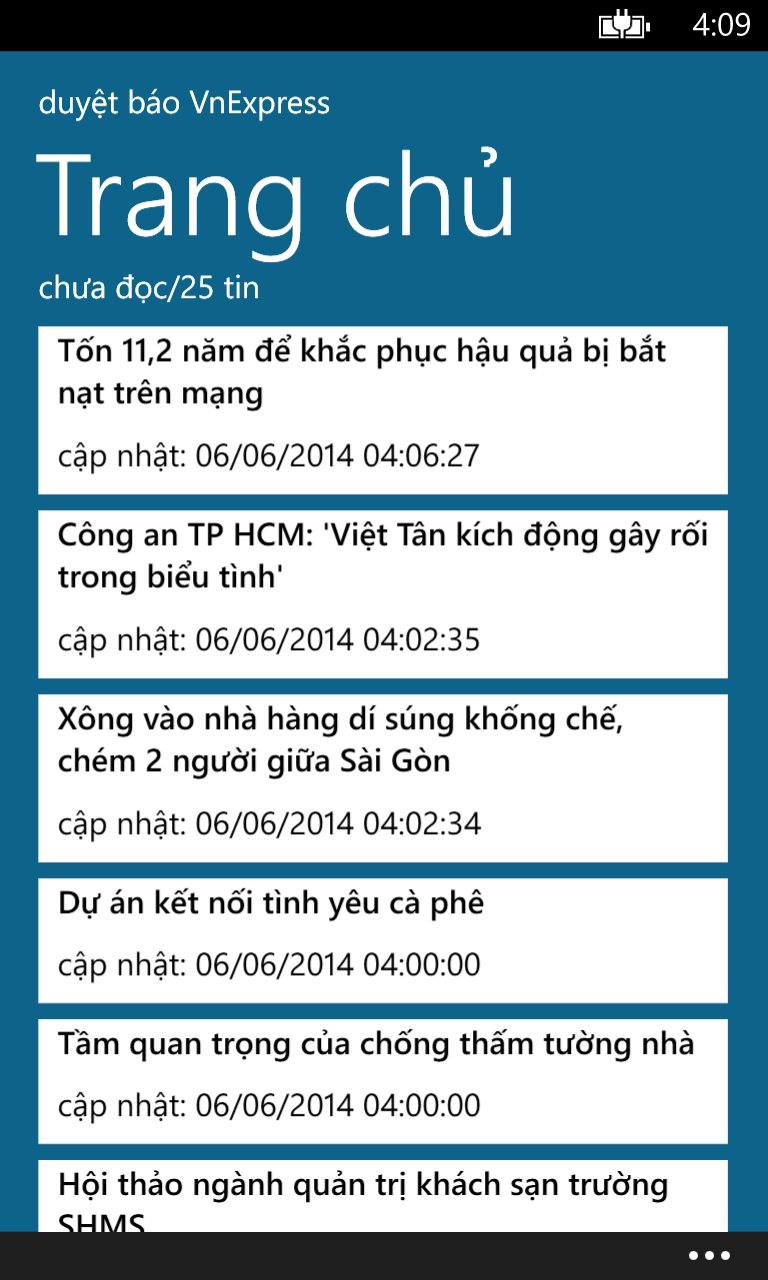 4:09
duyệt báo VnExpress
Trang chủ
chưa đọc/25 tin
Tốn 11,2 năm để khắc phục hậu quả bị bắt
nạt trên mạng
cập nhật: 06/06/2014 04:06:27
Công an TP HCM: 'Việt Tân kích động gây rối
trong biểu tình'
cập nhật: 06/06/2014 04:02:35
Xông vào nhà hàng dí súng khống chế,
chém 2 người giữa Sài Gòn
cập nhật: 06/06/2014 04:02:34
Dự án kết nối tình yêu cà phê
cập nhật: 06/06/2014 04:00:00
Tầm quan trọng của chống thấm tường nhà
cập nhật: 06/06/2014 04:00:00
Hội thảo ngành quản trị khách sạn trường
SHMS